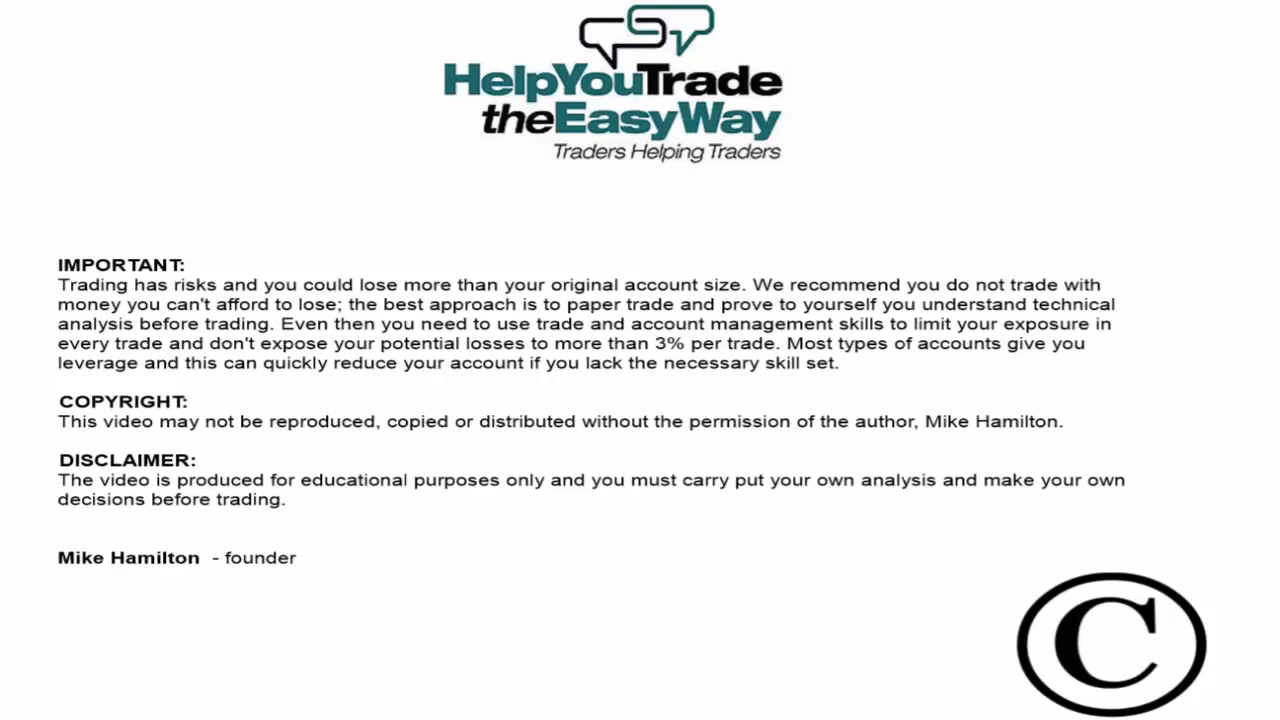 HelpYouTrade
theEasyWay
Traders Helping Traders
IMPORTANT:
Trading has risks and you could lose more than your original account size. We recommend you do not trade with
money you can't afford to lose; the best approach is to paper trade and prove to yourself you understand technical
analysis before trading. Even then you need to use trade and account management skills to limit your exposure in
every trade and don't expose your potential losses to more than 3% per trade. Most types of accounts give you
leverage and this can quickly reduce your account if you lack the necessary skill set.
COPYRIGHT:
This video may not be reproduced, copied or distributed without the permission of the author, Mike Hamilton.
DISCLAIMER:
The video is produced for educational purposes only and you must carry put your own analysis and make your own
decisions before trading.
Mike Hamilton - founder
©